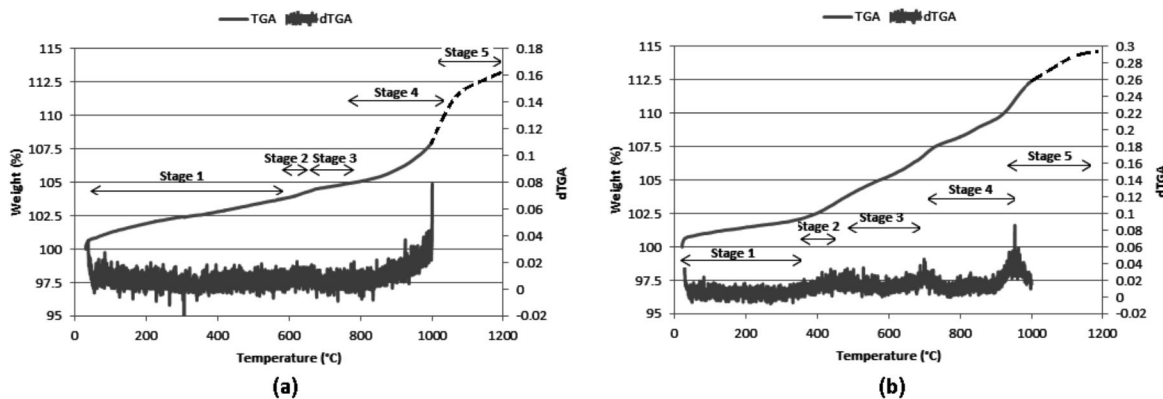 (a)
TGA dTGA
115
112.5
110
107.5
105
102.5
100
97.5
95
Weight (%)
0.18
0.16
0.14
0.12
0.1
0.08
0.06
0.04
0.02
0
-0.02
dTGA
Stage 5
Stage 4
Stage 2 Stage 3
Stage 1
0 200 400 600 800 1000 1200
Temperature (°C)
(a)
TGA dTGA
115
112.5
110
107.5
105
102.5
100
97.5
95
Weight (%)
0.3
0.28
0.26
0.24
0.22
0.2
0.18
0.16
0.14
0.12
0.1
0.08
0.06
0.04
0.02
0
-0.02
dTGA
Stage 5
Stage 4
Stage 3
Stage 2
Stage 1
0 200 400 600 800 1000 1200
Temperature (°C)
(b)